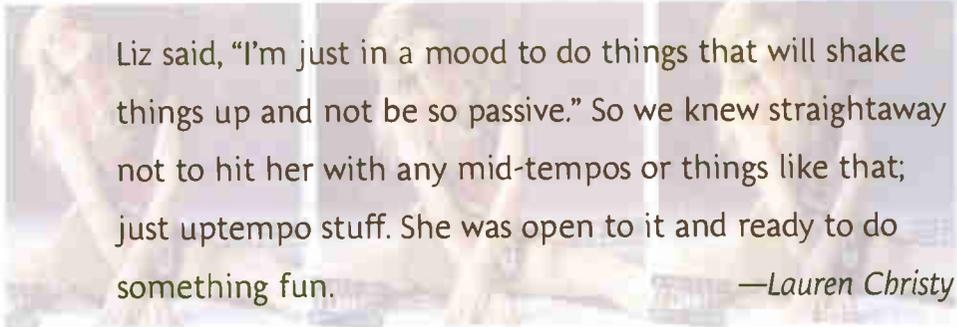 Liz said, “I’m just in a mood to do things that will shake
things up and not be so passive.” So we knew straightaway
not to hit her with any mid-tempos or things like that;
just uptempo stuff. She was open to it and ready to do
something fun. —Lauren Christy